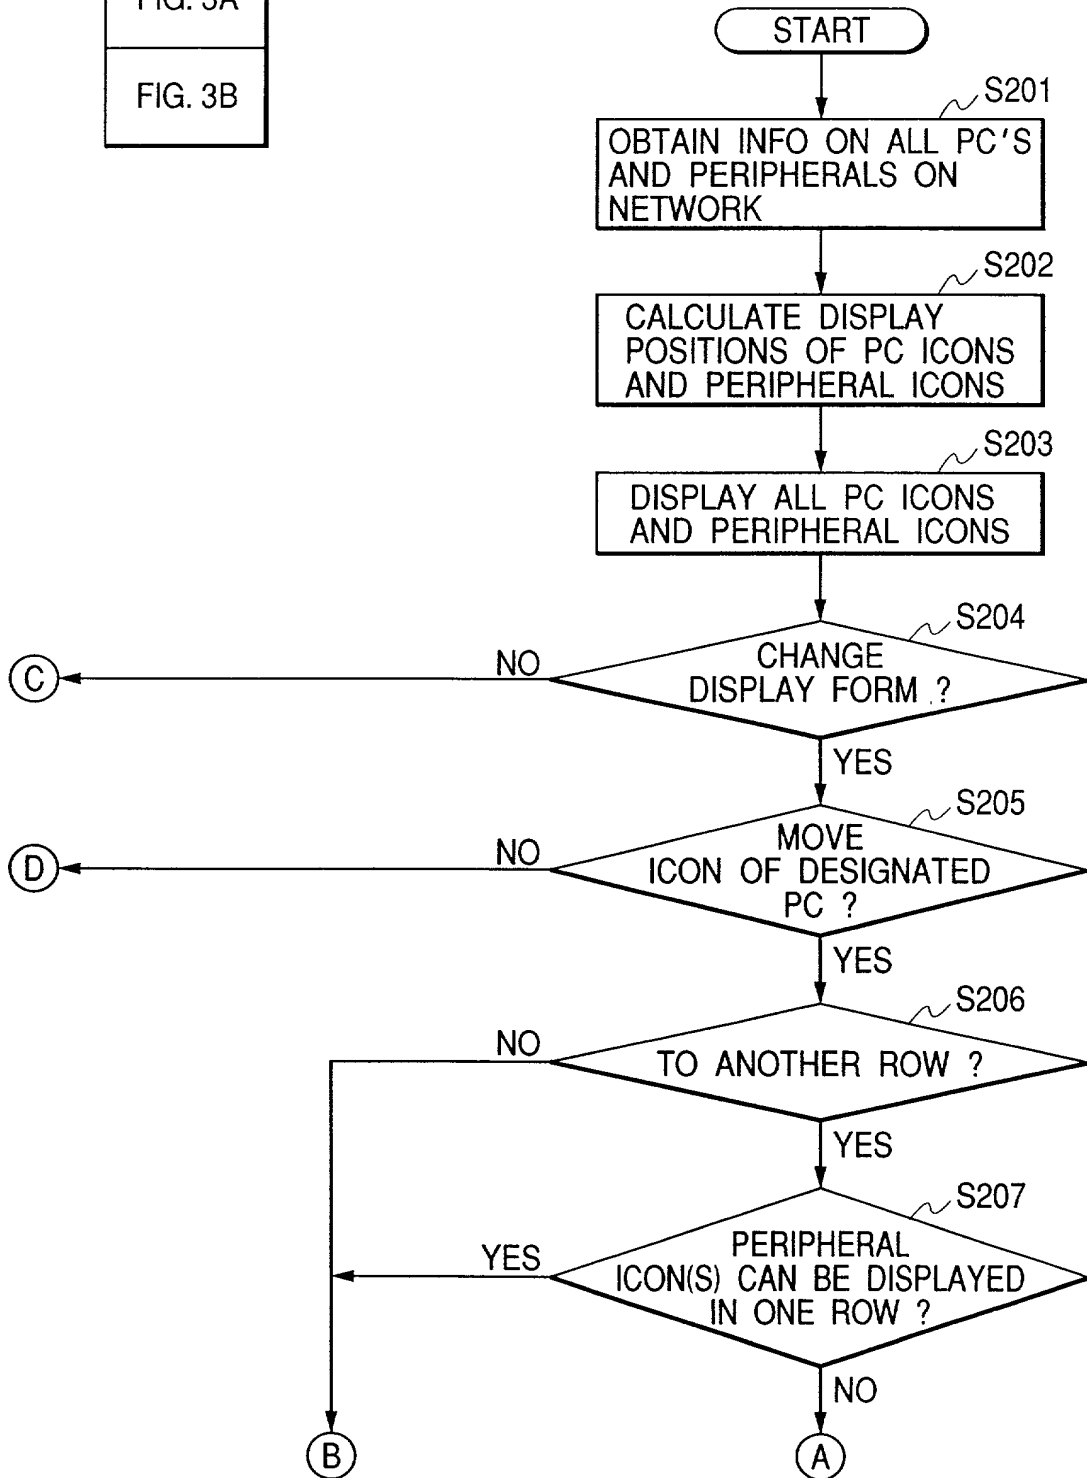 FIG. 3A
FIG. 3B
START
S201
OBTAIN INFO ON ALL PC'S
AND PERIPHERALS ON
NETWORK
S202
CALCULATE DISPLAY
POSITIONS OF PC ICONS
AND PERIPHERAL ICONS
S203
DISPLAY ALL PC ICONS
AND PERIPHERAL ICONS
S204
CHANGE
DISPLAY FORM ?
NO
C
YES
S205
MOVE
ICON OF DESIGNATED
PC ?
NO
D
YES
S206
TO ANOTHER ROW ?
NO
YES
S207
PERIPHERAL
ICON(S) CAN BE DISPLAYED
IN ONE ROW ?
YES
NO
B
A